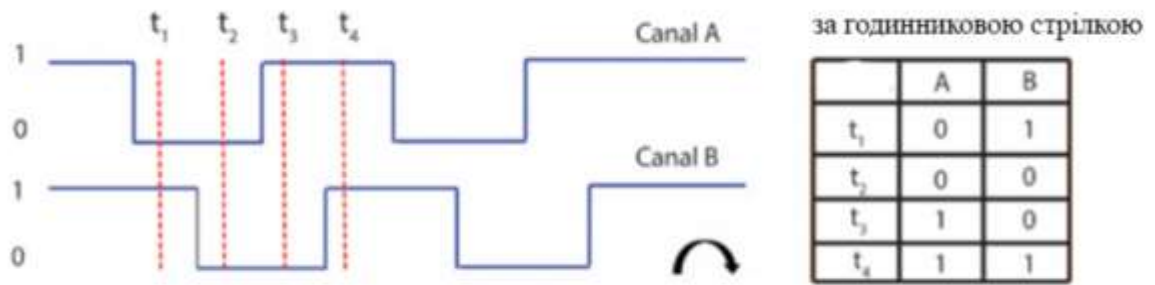 t₁ t₂ t₃ t₄
Canal A
1
0
Canal B
1
0
за годинниковою стрілкою
A B
t₁ 0 1
t₂ 0 0
t₃ 1 0
t₄ 1 1